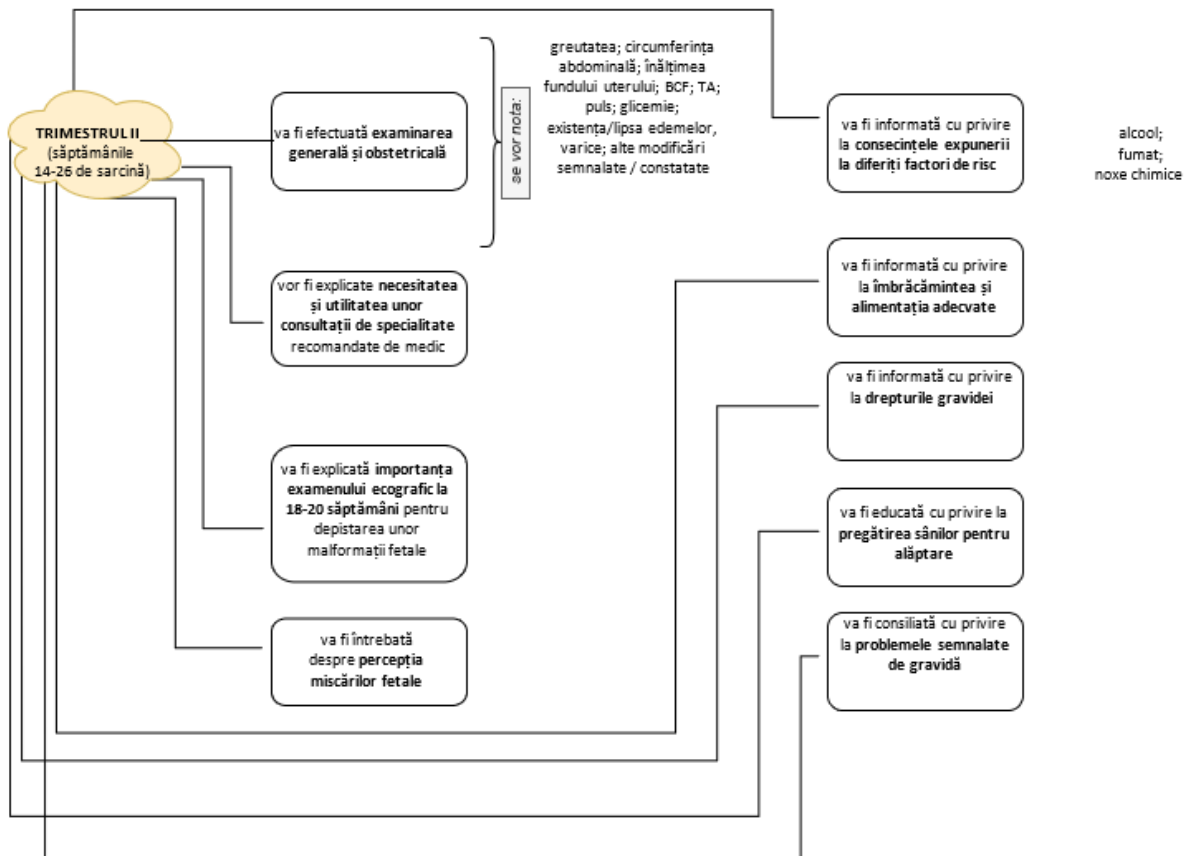 TRIMESTRUL II
(săptămânile
14-26 de sarcină)
va fi efectuată examinarea
generală și obstetricală
se vor nota:
greutatea; circumferința
abdominală; înălțimea
fundului uterului; BCF; TA;
puls; glicemie;
existența/lipsa edemelor,
varice; alte modificări
semnalate / constatate
vor fi explicate necesitatea
și utilitatea unor
consultații de specialitate
recomandate de medic
va fi explicată importanța
examenului ecografic la
18-20 săptămâni pentru
depistarea unor
malformații fetale
va fi întrebată
despre percepția
mișcărilor fetale
va fi informată cu privire
la consecințele expunerii
la diferiți factori de risc
alcool;
fumat;
noxe chimice
va fi informată cu privire
la îmbrăcămintea și
alimentația adecvate
va fi informată cu privire
la drepturile gravidei
va fi educată cu privire la
pregătirea sânilor pentru
alăptare
va fi consiliată cu privire
la problemele semnalate
de gravidă